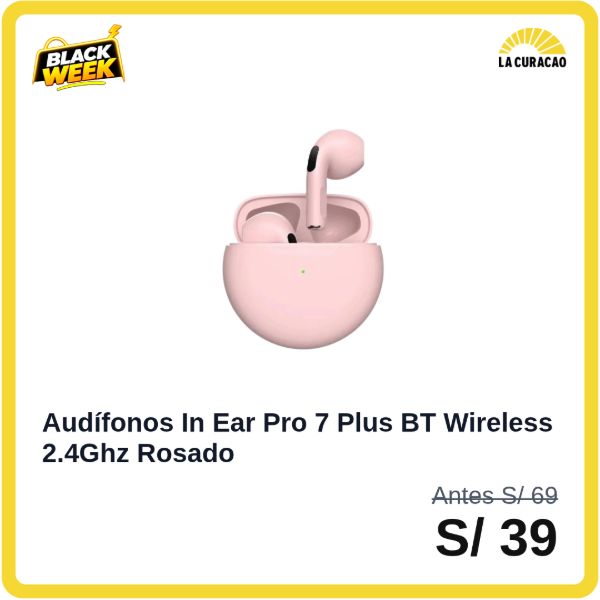 BLACK
WEEK
LA CURACAO
Audífonos In Ear Pro 7 Plus BT Wireless
2.4Ghz Rosado
Antes S/ 69
S/ 39